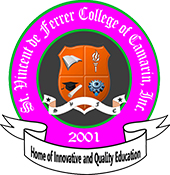 St. Vincent de Ferrer College of Camarin, Inc.
2001
Home of Innovative and Quality Education